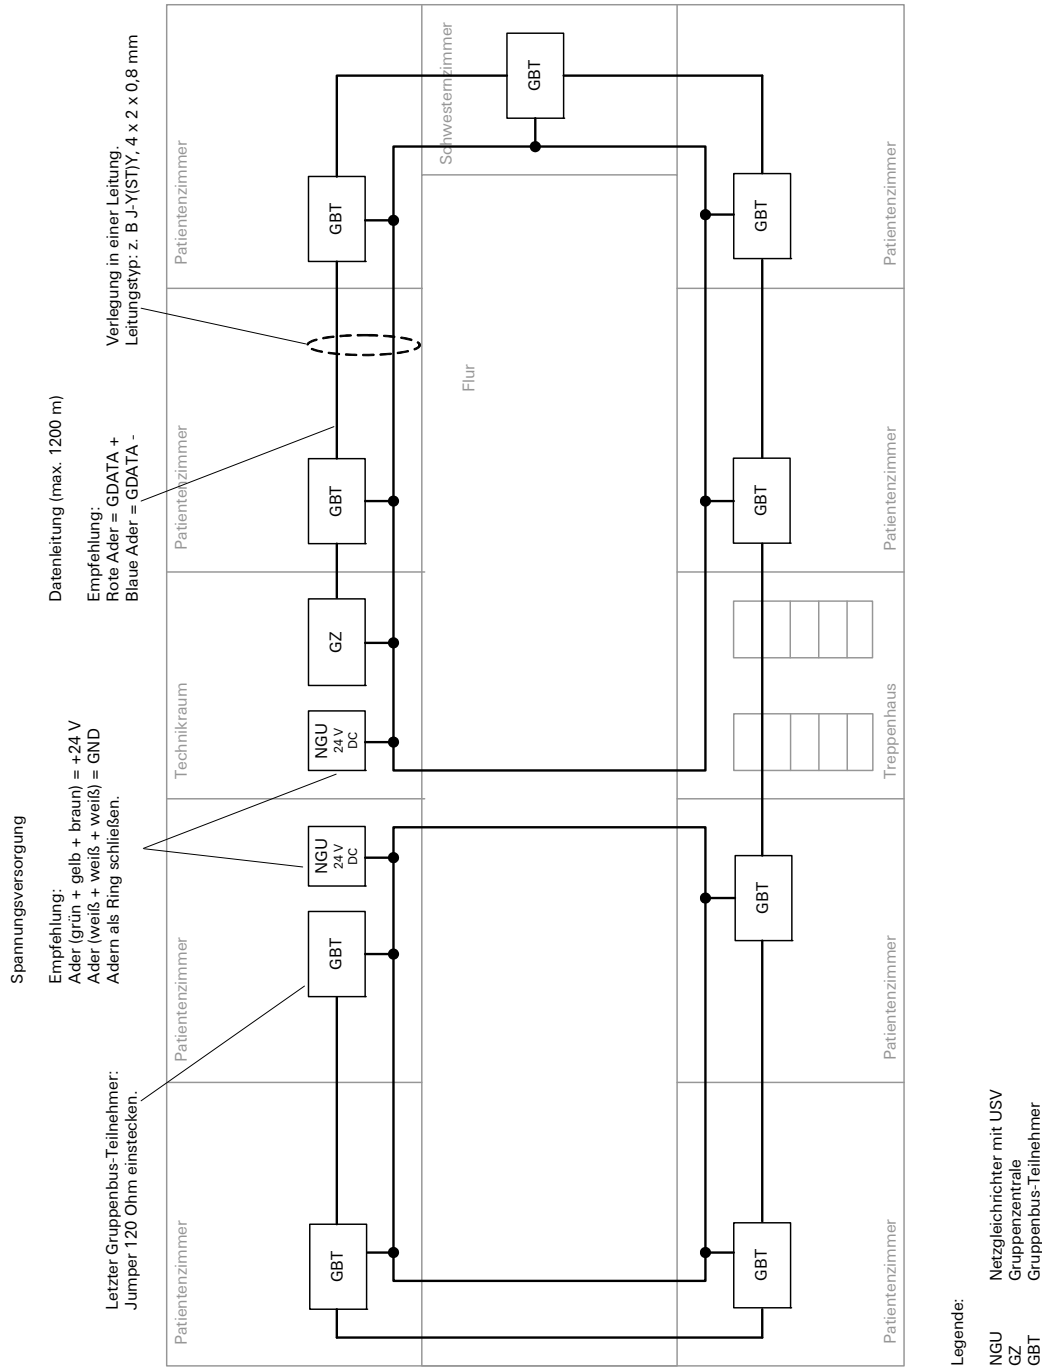 Spannungsversorgung
Empfehlung:
Ader (grün + gelb + braun) = +24 V
Ader (weiß + weiß + weiß) = GND
Adern als Ring schließen.
Datenleitung (max. 1200 m)
Empfehlung:
Rote Ader = GDATA +
Blaue Ader = GDATA -
Verlegung in einer Leitung.
Leitungstyp: z. B J-Y(ST)Y, 4 x 2 x 0,8 mm
Letzter Gruppenbus-Teilnehmer:
Jumper 120 Ohm einstecken.
Patientenzimmer
Patientenzimmer
Technikraum
Patientenzimmer
Patientenzimmer
GBT
GBT
NGU
24 V
DC
NGU
24 V
DC
GZ
GBT
GBT
Schwesternzimmer
Flur
GBT
GBT
GBT
GBT
GBT
Patientenzimmer
Patientenzimmer
Treppenhaus
Patientenzimmer
Patientenzimmer
Legende:
NGU Netzgleichrichter mit USV
GZ Gruppenzentrale
GBT Gruppenbus-Teilnehmer